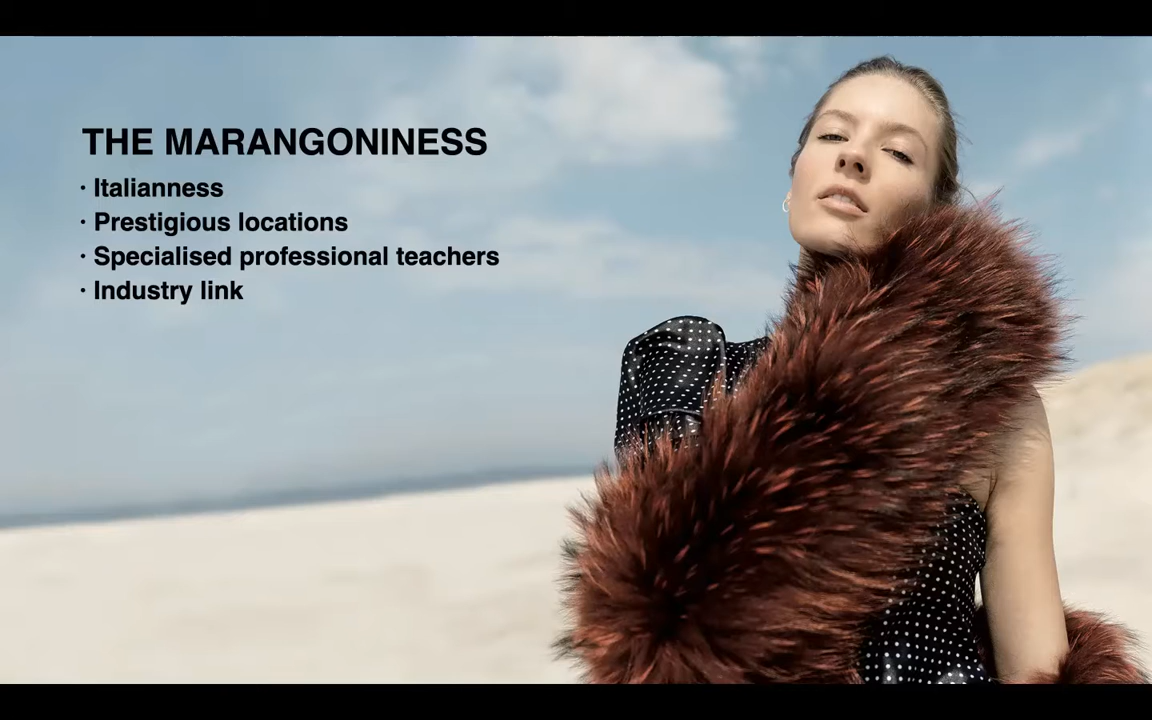 THE MARANGONINESS
· Italianness
· Prestigious locations
· Specialised professional teachers
· Industry link